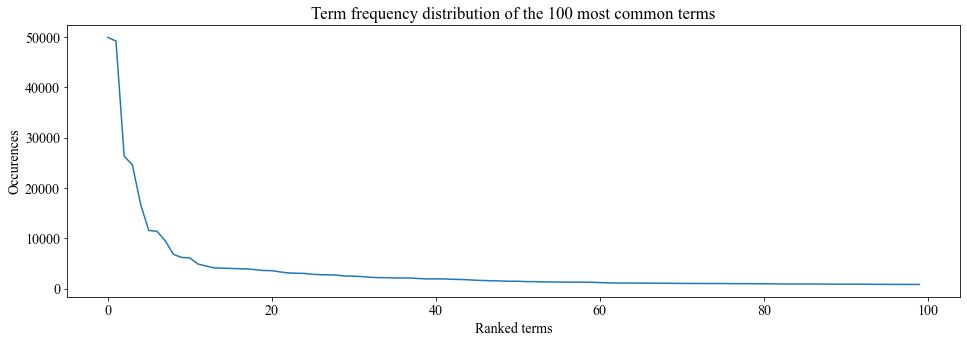 Term frequency distribution of the 100 most common terms
50000
40000
30000
20000
10000
0
Occurences
0 20 40 60 80 100
Ranked terms